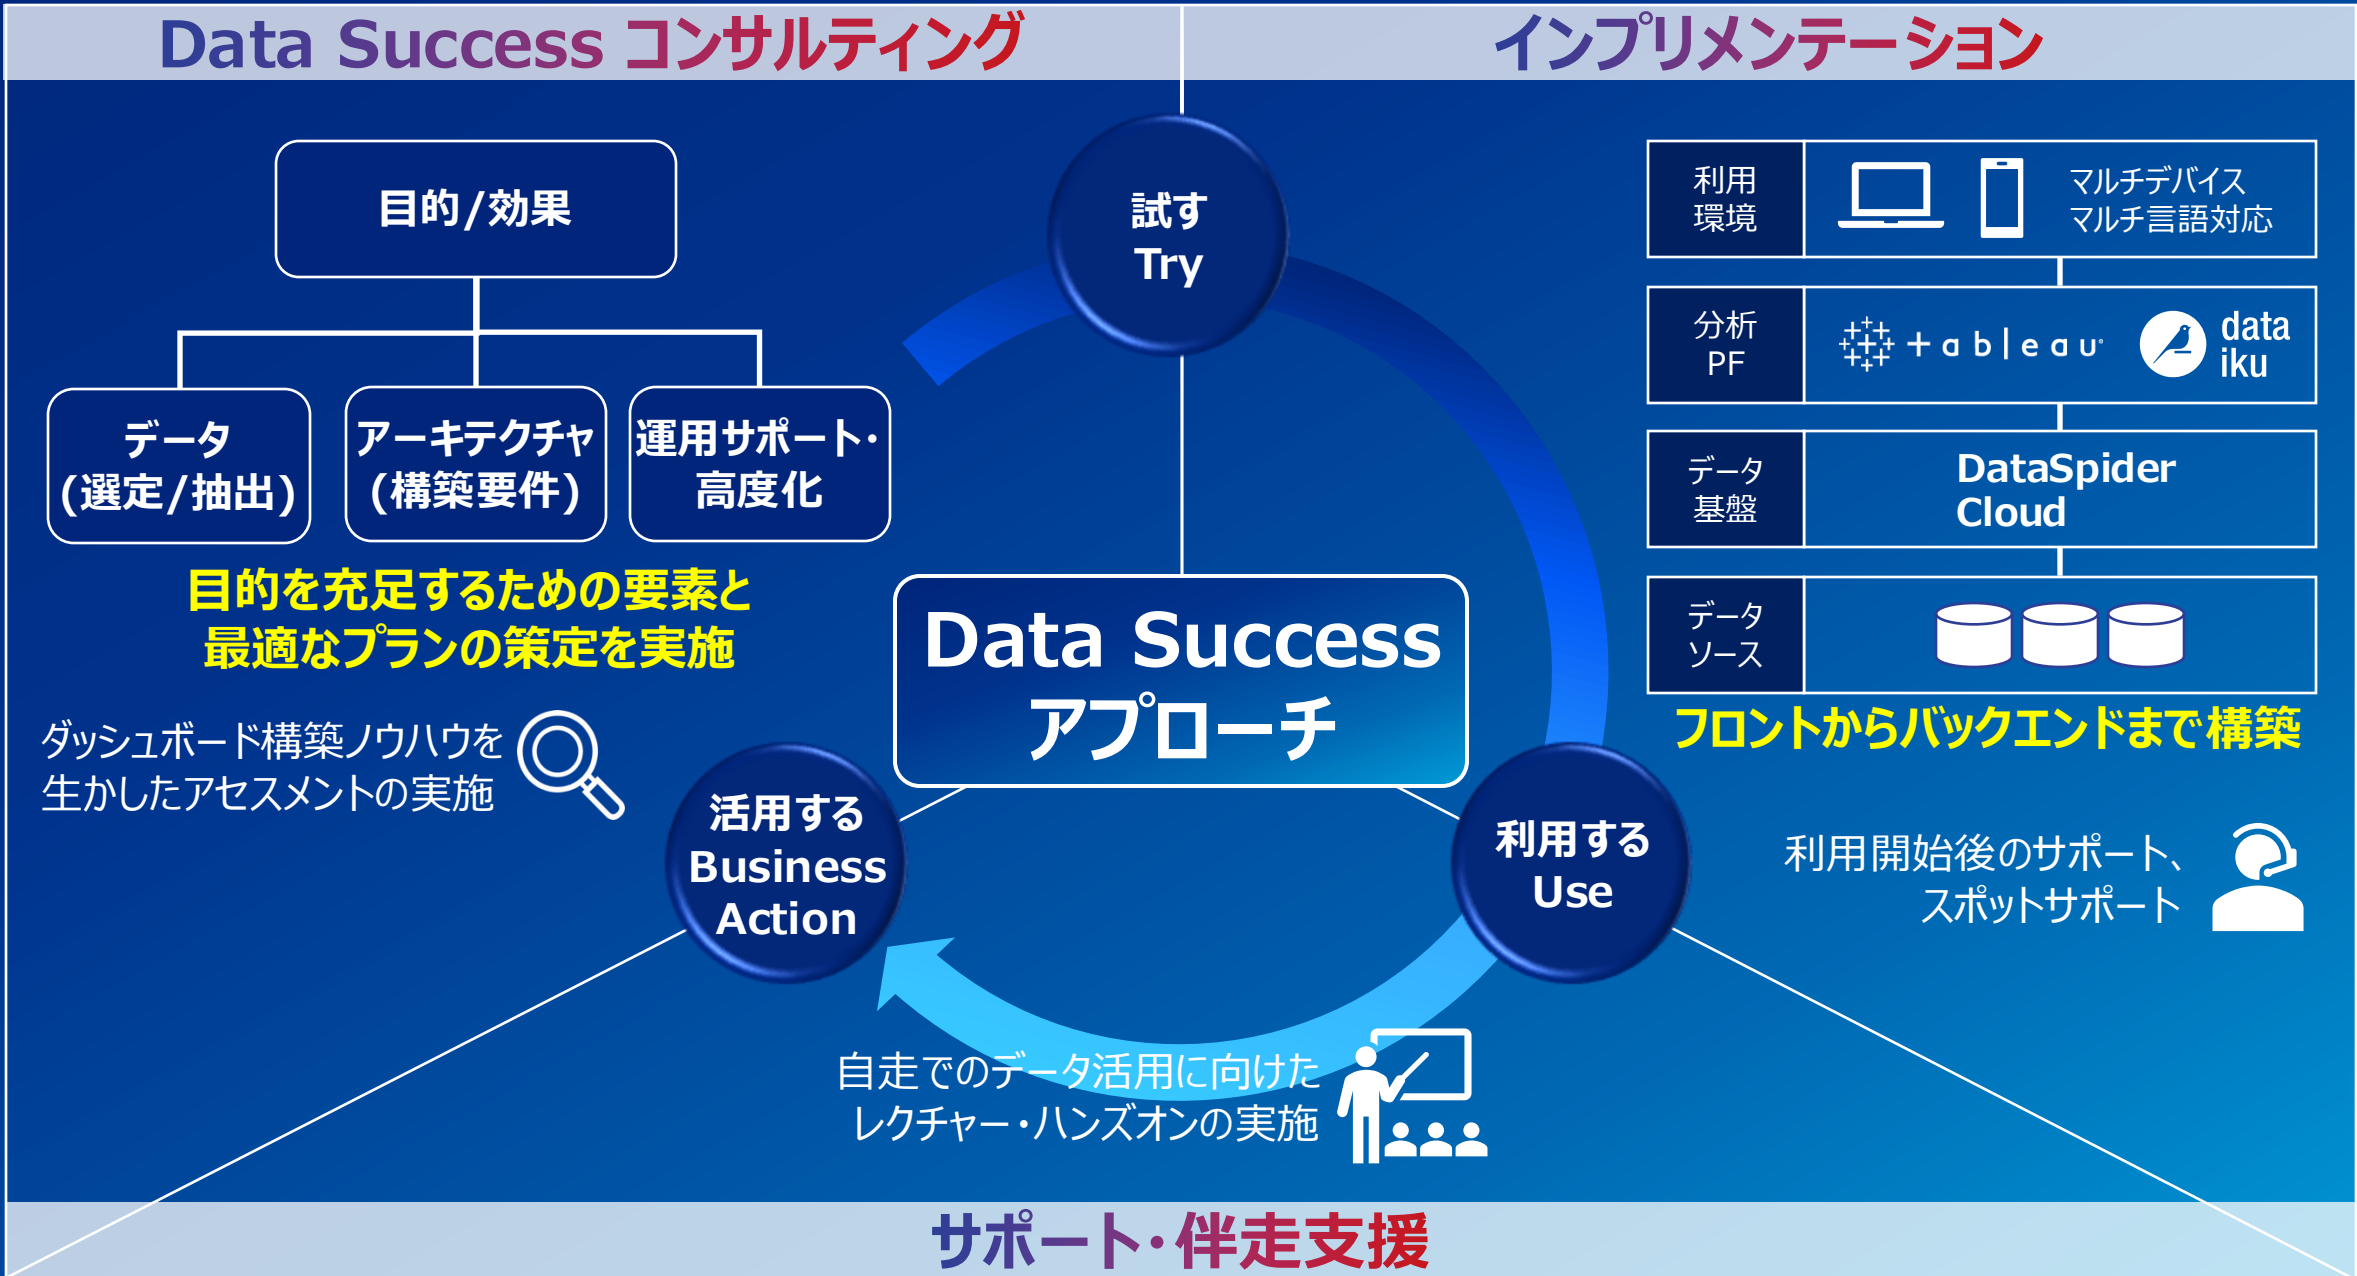 Data Success コンサルティング
インプリメンテーション
目的/効果
データ
(選定/抽出)
アーキテクチャ
(構築要件)
運用サポート・
高度化
目的を充足するための要素と
最適なプランの策定を実施
ダッシュボード構築ノウハウを
生かしたアセスメントの実施
試す
Try
Data Success
アプローチ
活用する
Business
Action
利用する
Use
利用
環境
マルチデバイス
マルチ言語対応
分析
PF
+ableau
data
iku
データ
基盤
DataSpider
Cloud
データ
ソース
フロントからバックエンドまで構築
利用開始後のサポート、
スポットサポート
自走でのデータ活用に向けた
レクチャー・ハンズオンの実施
サポート・伴走支援